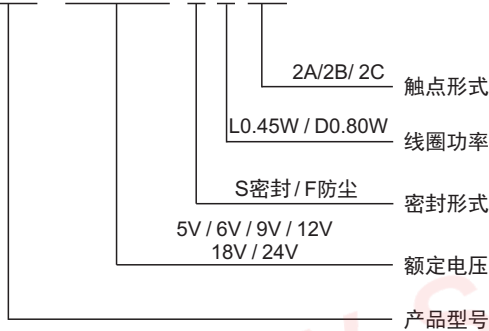 2A/2B/ 2C
触点形式
L0.45W / D0.80W
线圈功率
S密封 / F防尘
密封形式
5V / 6V / 9V / 12V
18V / 24V
额定电压
产品型号